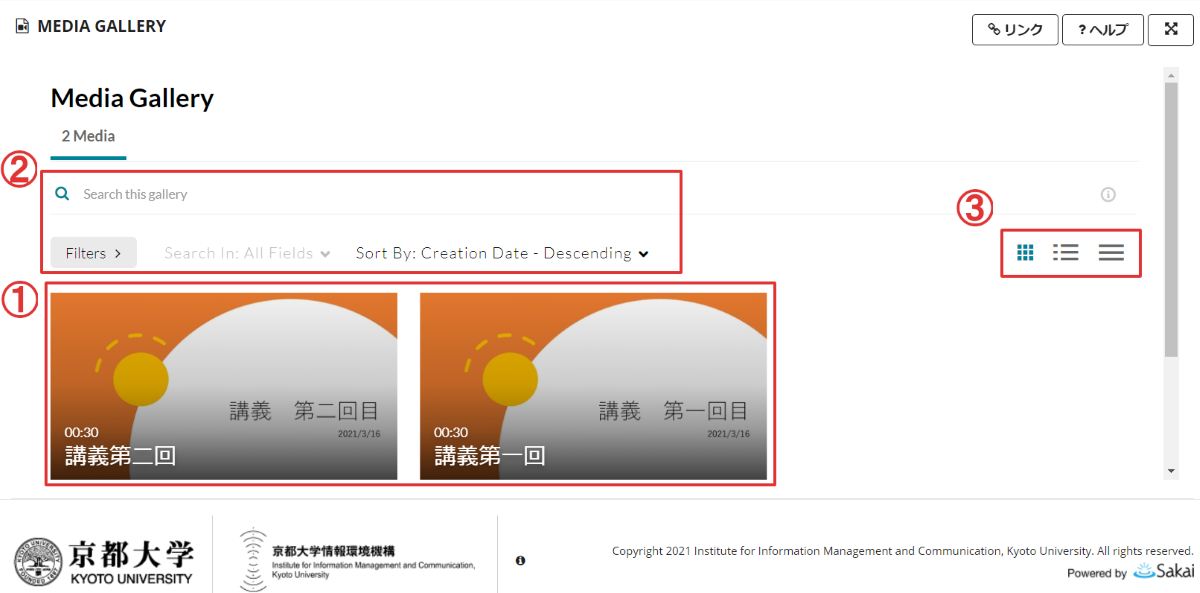 MEDIA GALLERY
リンク
? ヘルプ
Media Gallery
2 Media
②
Search this gallery
③
Filters
Search In: All Fields
Sort By: Creation Date - Descending
①
講義 第二回目
2021/3/16
00:30
講義第二回
講義 第一回目
2021/3/16
00:30
講義第一回
京都大学
KYOTO UNIVERSITY
京都大学情報環境機構
Institute for Information Management and Communication,
Kyoto University
Copyright 2021 Institute for Information Management and Communication, Kyoto University. All rights reserved.
Powered by Sakai